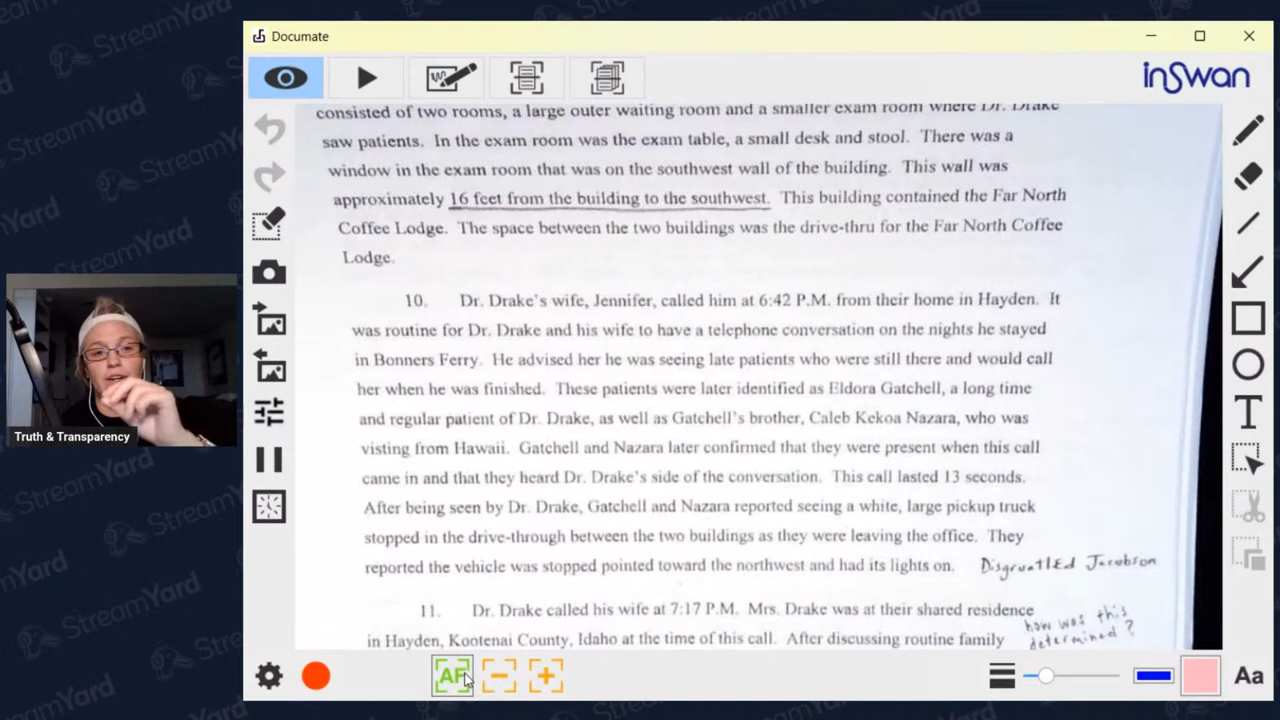 Documate
inSwan
consisted of two rooms, a large outer waiting room and a smaller exam room where Dr. Drake
saw patients. In the exam room was the exam table, a small desk and stool. There was a
window in the exam room that was on the southwest wall of the building. This wall was
approximately 16 feet from the building to the southwest. This building contained the Far North
Coffee Lodge. The space between the two buildings was the drive-thru for the Far North Coffee
Lodge.
10. Dr. Drake's wife, Jennifer, called him at 6:42 P.M. from their home in Hayden. It
was routine for Dr. Drake and his wife to have a telephone conversation on the nights he stayed
in Bonners Ferry. He advised her he was seeing late patients who were still there and would call
her when he was finished. These patients were later identified as Eldora Gatchell, a long time
and regular patient of Dr. Drake, as well as Gatchell's brother, Caleb Kekoa Nazara, who was
visting from Hawaii. Gatchell and Nazara later confirmed that they were present when this call
came in and that they heard Dr. Drake's side of the conversation. This call lasted 13 seconds.
After being seen by Dr. Drake, Gatchell and Nazara reported seeing a white, large pickup truck
stopped in the drive-through between the two buildings as they were leaving the office. They
reported the vehicle was stopped pointed toward the northwest and had its lights on. DisgruntlEd Jacobson
11. Dr. Drake called his wife at 7:17 P.M. Mrs. Drake was at their shared residence
in Hayden, Kootenai County, Idaho at the time of this call. After discussing routine family
how was this
determined?
Truth & Transparency
AF
T
Aa
StreamYard
StreamYard